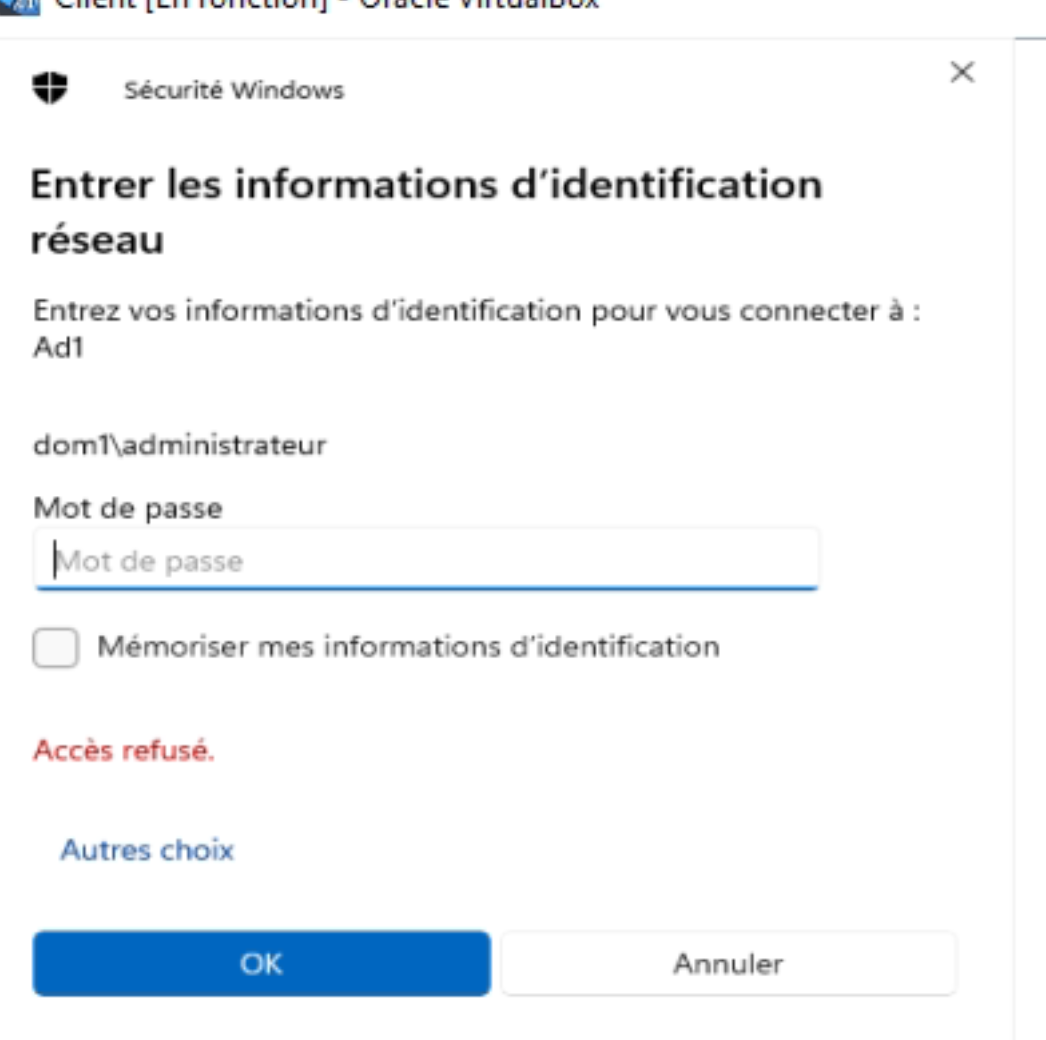 Client [En fonction] - Oracle VirtualBox
Sécurité Windows
Entrer les informations d'identification
réseau
Entrez vos informations d'identification pour vous connecter à :
Ad1
dom1\administrateur
Mot de passe
Mot de passe
Mémoriser mes informations d'identification
Accès refusé.
Autres choix
OK
Annuler